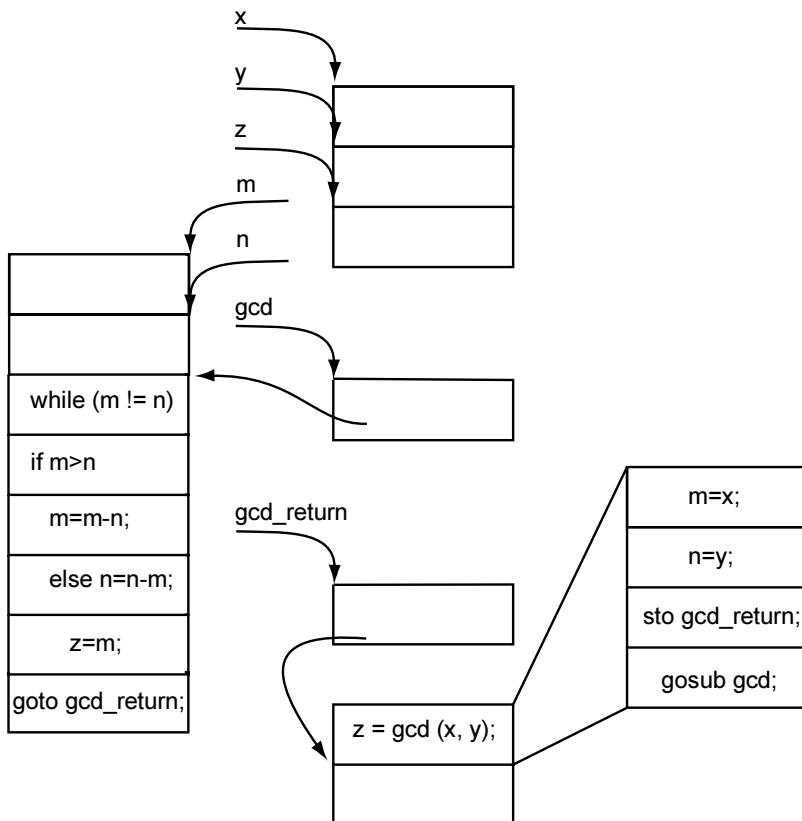 x
y
z
m
n
gcd
while (m != n)
if m>n
m=m-n;
else n=n-m;
z=m;
goto gcd_return;
gcd_return
z = gcd (x, y);
m=x;
n=y;
sto gcd_return;
gosub gcd;